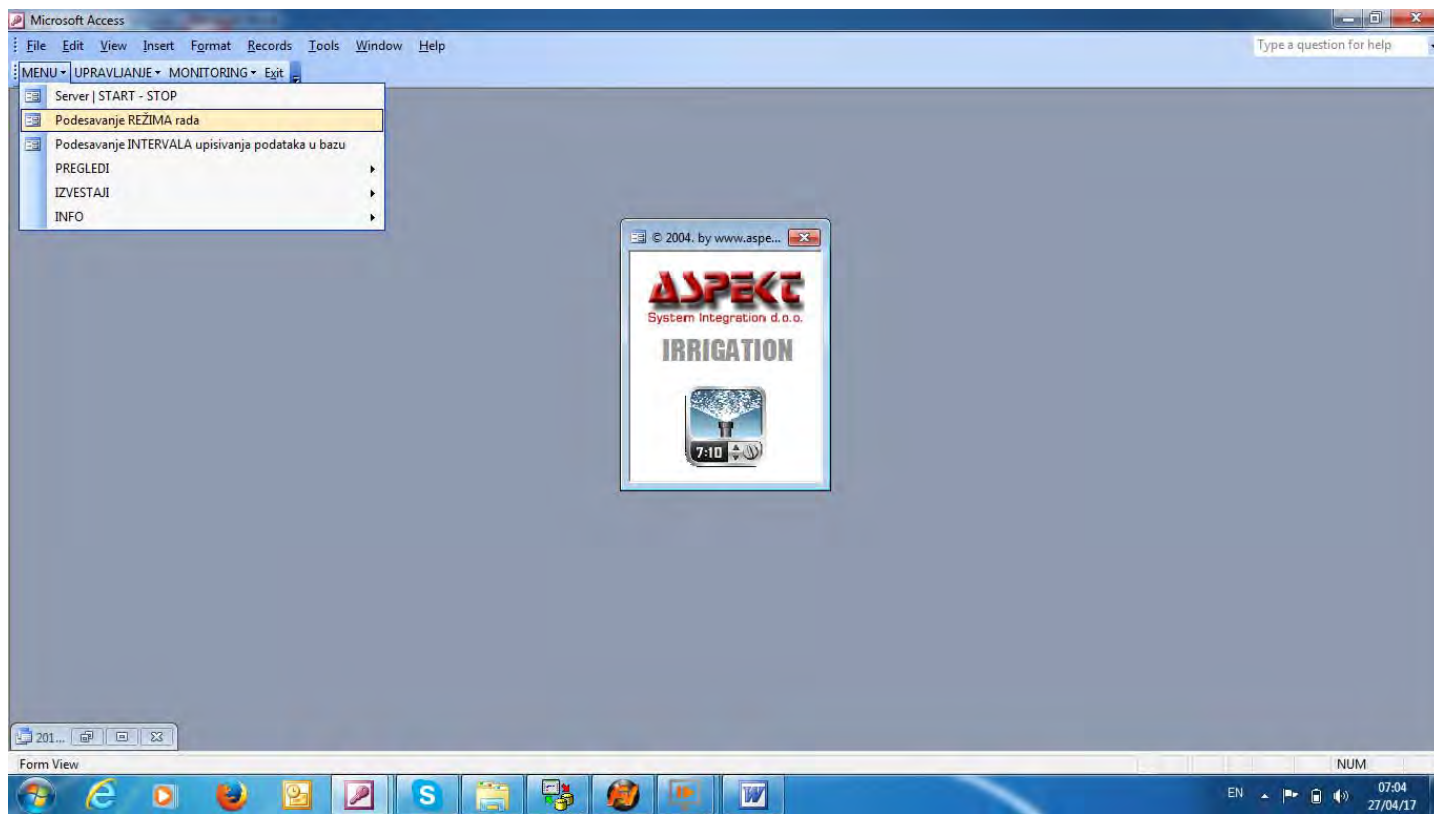 Microsoft Access
File Edit View Insert Format Records Tools Window Help
Type a question for help
MENU UPRAVLJANJE MONITORING Exit
Server | START - STOP
Podesavanje REŽIMA rada
Podesavanje INTERVALA upisivanja podataka u bazu
PREGLEDI
IZVESTAJI
INFO
© 2004. by www.aspe...
ASPEKT
System Integration d.o.o.
IRRIGATION
7:10
201...
Form View
NUM
EN
07:04
27/04/17